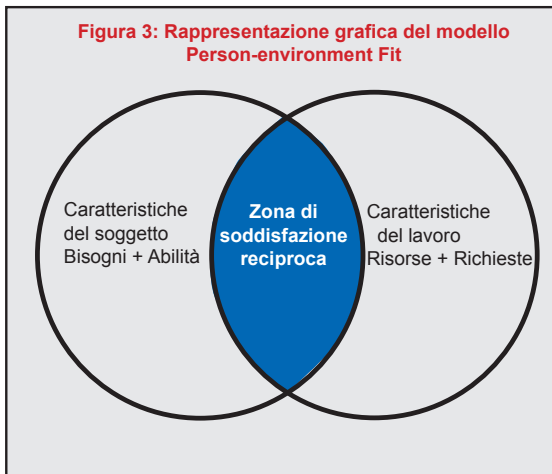 Figura 3: Rappresentazione grafica del modello
Person-environment Fit
Caratteristiche
del soggetto
Bisogni + Abilità
Zona di
soddisfazione
reciproca
Caratteristiche
del lavoro
Risorse + Richieste